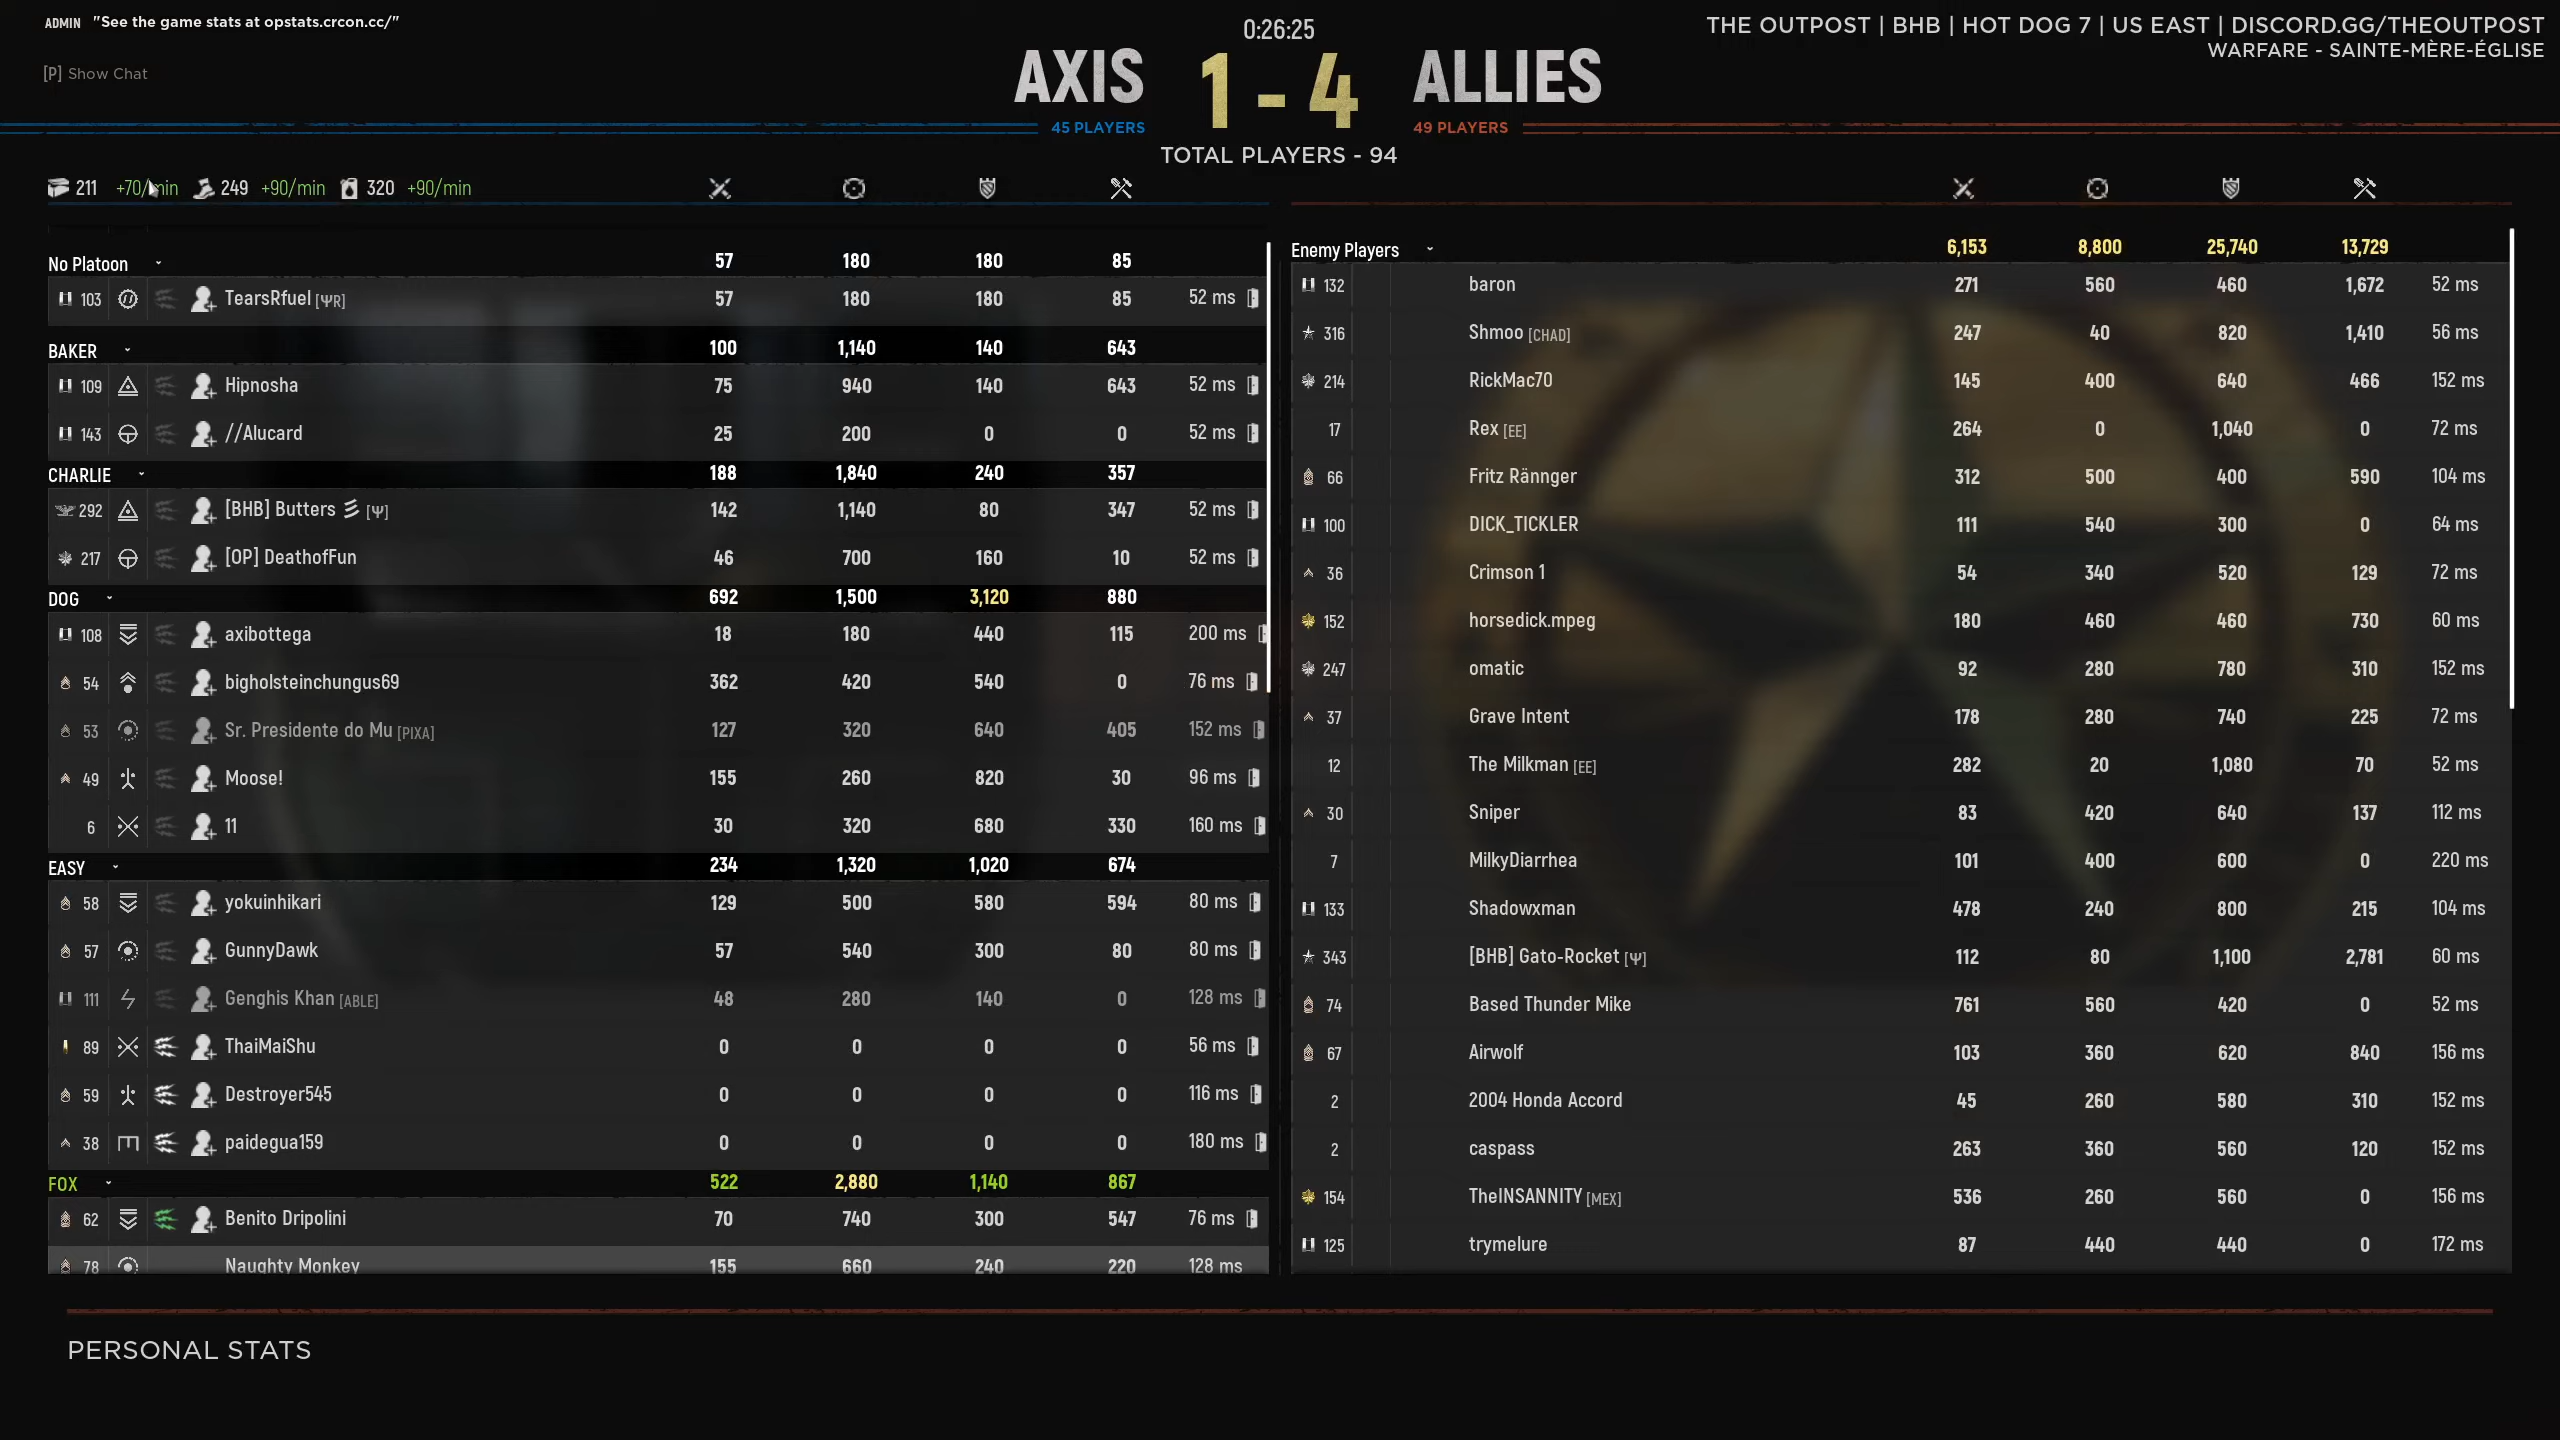 ADMIN "See the game stats at opstats.crcon.cc/"
[P] Show Chat
0:26:25
AXIS 1 - 4 ALLIES
45 PLAYERS 49 PLAYERS
TOTAL PLAYERS - 94
THE OUTPOST | BHB | HOT DOG 7 | US EAST | DISCORD.GG/THEOUTPOST
WARFARE - SAINTE-MÈRE-ÉGLISE
211 +70/min 249 +90/min 320 +90/min
No Platoon 57 180 180 85
103 TearsRfuel [ΨR] 57 180 180 85 52 ms
BAKER 100 1,140 140 643
109 Hipnosha 75 940 140 643 52 ms
143 //Alucard 25 200 0 0 52 ms
CHARLIE 188 1,840 240 357
292 [BHB] Butters 彡 [Ψ] 142 1,140 80 347 52 ms
217 [OP] DeathofFun 46 700 160 10 52 ms
DOG 692 1,500 3,120 880
108 axibottega 18 180 440 115 200 ms
54 bigholsteinchungus69 362 420 540 0 76 ms
53 Sr. Presidente do Mu [PIXA] 127 320 640 405 152 ms
49 Moose! 155 260 820 30 96 ms
6 11 30 320 680 330 160 ms
EASY 234 1,320 1,020 674
58 yokuinhikari 129 500 580 594 80 ms
57 GunnyDawk 57 540 300 80 80 ms
111 Genghis Khan [ABLE] 48 280 140 0 128 ms
89 ThaiMaiShu 0 0 0 0 56 ms
59 Destroyer545 0 0 0 0 116 ms
38 paidegua159 0 0 0 0 180 ms
FOX 522 2,880 1,140 867
62 Benito Dripolini 70 740 300 547 76 ms
78 Naughty Monkey 155 660 240 220 128 ms
Enemy Players 6,153 8,800 25,740 13,729
132 baron 271 560 460 1,672 52 ms
316 Shmoo [CHAD] 247 40 820 1,410 56 ms
214 RickMac70 145 400 640 466 152 ms
17 Rex [EE] 264 0 1,040 0 72 ms
66 Fritz Rännger 312 500 400 590 104 ms
100 DICK_TICKLER 111 540 300 0 64 ms
36 Crimson 1 54 340 520 129 72 ms
152 horsedick.mpeg 180 460 460 730 60 ms
247 omatic 92 280 780 310 152 ms
37 Grave Intent 178 280 740 225 72 ms
12 The Milkman [EE] 282 20 1,080 70 52 ms
30 Sniper 83 420 640 137 112 ms
7 MilkyDiarrhea 101 400 600 0 220 ms
133 Shadowxman 478 240 800 215 104 ms
343 [BHB] Gato-Rocket [Ψ] 112 80 1,100 2,781 60 ms
74 Based Thunder Mike 761 560 420 0 52 ms
67 Airwolf 103 360 620 840 156 ms
2 2004 Honda Accord 45 260 580 310 152 ms
2 caspass 263 360 560 120 152 ms
154 TheINSANNITY [MEX] 536 260 560 0 156 ms
125 trymelure 87 440 440 0 172 ms
PERSONAL STATS